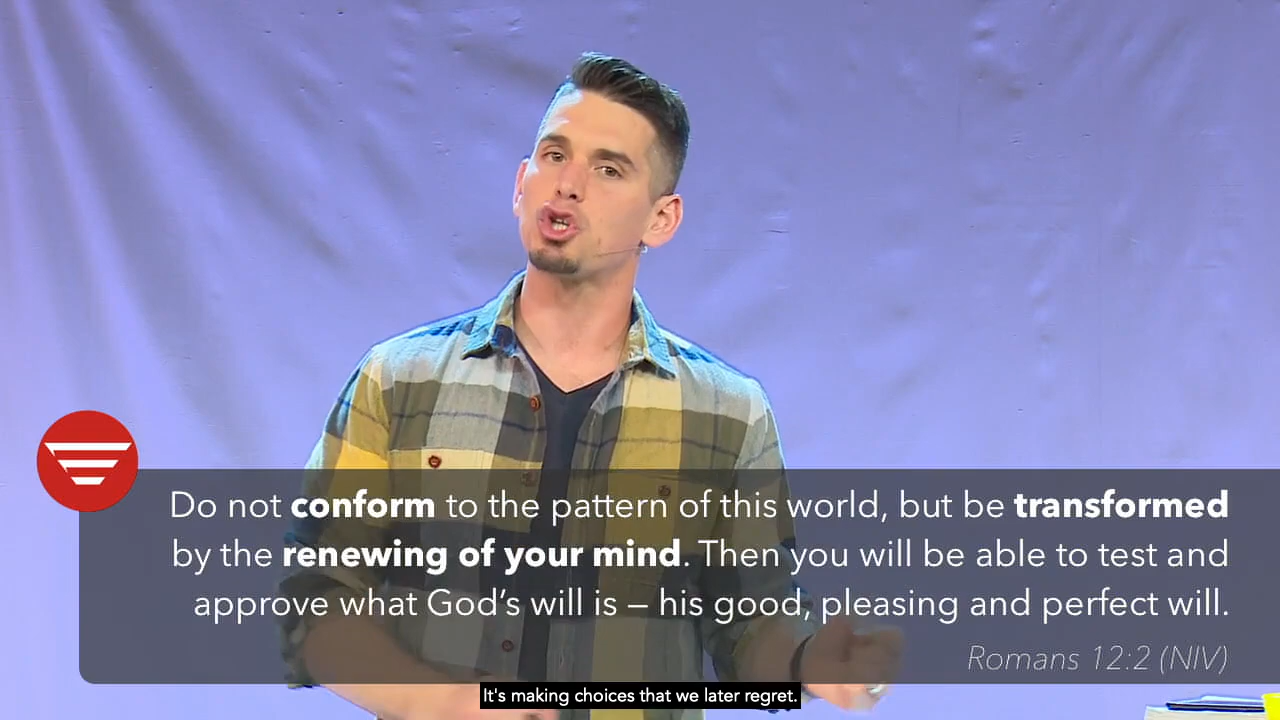 Do not conform to the pattern of this world, but be transformed
by the renewing of your mind. Then you will be able to test and
approve what God's will is – his good, pleasing and perfect will.
Romans 12:2 (NIV)
It's making choices that we later regret.